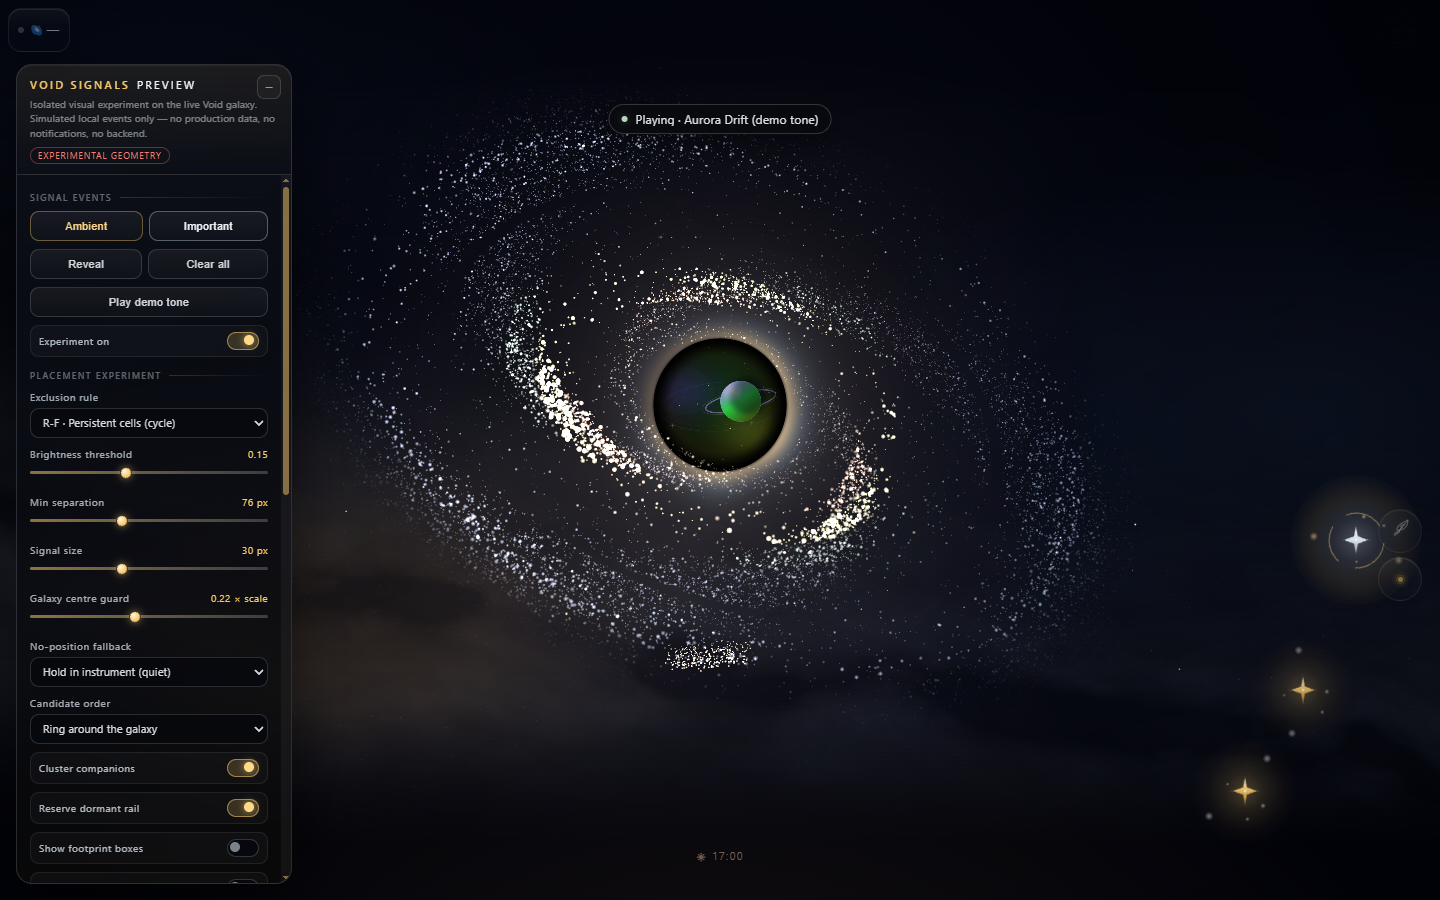 VOID SIGNALS PREVIEW
–
Isolated visual experiment on the live Void galaxy.
Simulated local events only — no production data, no
notifications, no backend.
EXPERIMENTAL GEOMETRY
Playing · Aurora Drift (demo tone)
SIGNAL EVENTS
Ambient
Important
Reveal
Clear all
Play demo tone
Experiment on
PLACEMENT EXPERIMENT
Exclusion rule
R-F · Persistent cells (cycle)
Brightness threshold 0.15
Min separation 76 px
Signal size 30 px
Galaxy centre guard 0.22 × scale
No-position fallback
Hold in instrument (quiet)
Candidate order
Ring around the galaxy
Cluster companions
Reserve dormant rail
Show footprint boxes
17:00